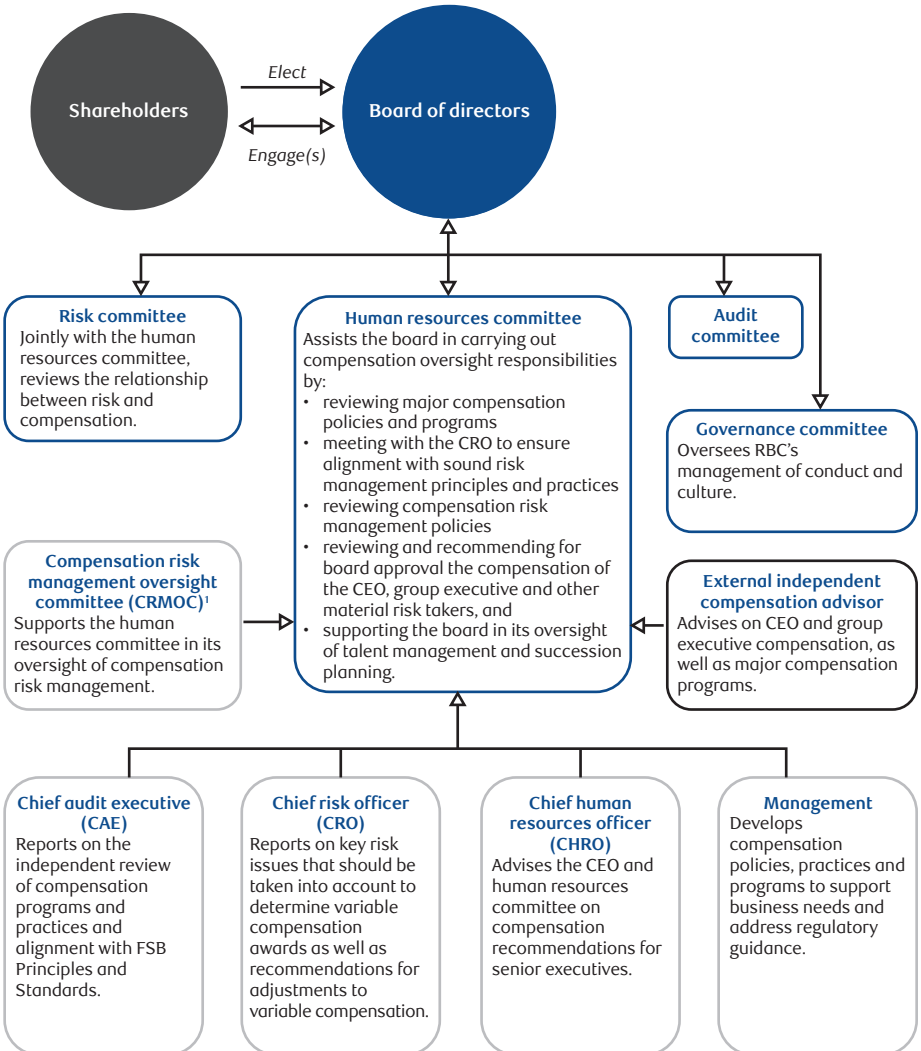 Shareholders
Elect
Engage(s)
Board of directors
Risk committee
Jointly with the human
resources committee,
reviews the relationship
between risk and
compensation.
Human resources committee
Assists the board in carrying out
compensation oversight responsibilities
by:
• reviewing major compensation
policies and programs
• meeting with the CRO to ensure
alignment with sound risk
management principles and practices
• reviewing compensation risk
management policies
• reviewing and recommending for
board approval the compensation of
the CEO, group executive and other
material risk takers, and
• supporting the board in its oversight
of talent management and succession
planning.
Audit
committee
Governance committee
Oversees RBC’s
management of conduct and
culture.
Compensation risk
management oversight
committee (CRMOC)¹
Supports the human
resources committee in its
oversight of compensation
risk management.
External independent
compensation advisor
Advises on CEO and group
executive compensation, as
well as major compensation
programs.
Chief audit executive
(CAE)
Reports on the
independent review
of compensation
programs and
practices and
alignment with FSB
Principles and
Standards.
Chief risk officer
(CRO)
Reports on key risk
issues that should be
taken into account to
determine variable
compensation
awards as well as
recommendations for
adjustments to
variable compensation.
Chief human
resources officer
(CHRO)
Advises the CEO and
human resources
committee on
compensation
recommendations for
senior executives.
Management
Develops
compensation
policies, practices and
programs to support
business needs and
address regulatory
guidance.